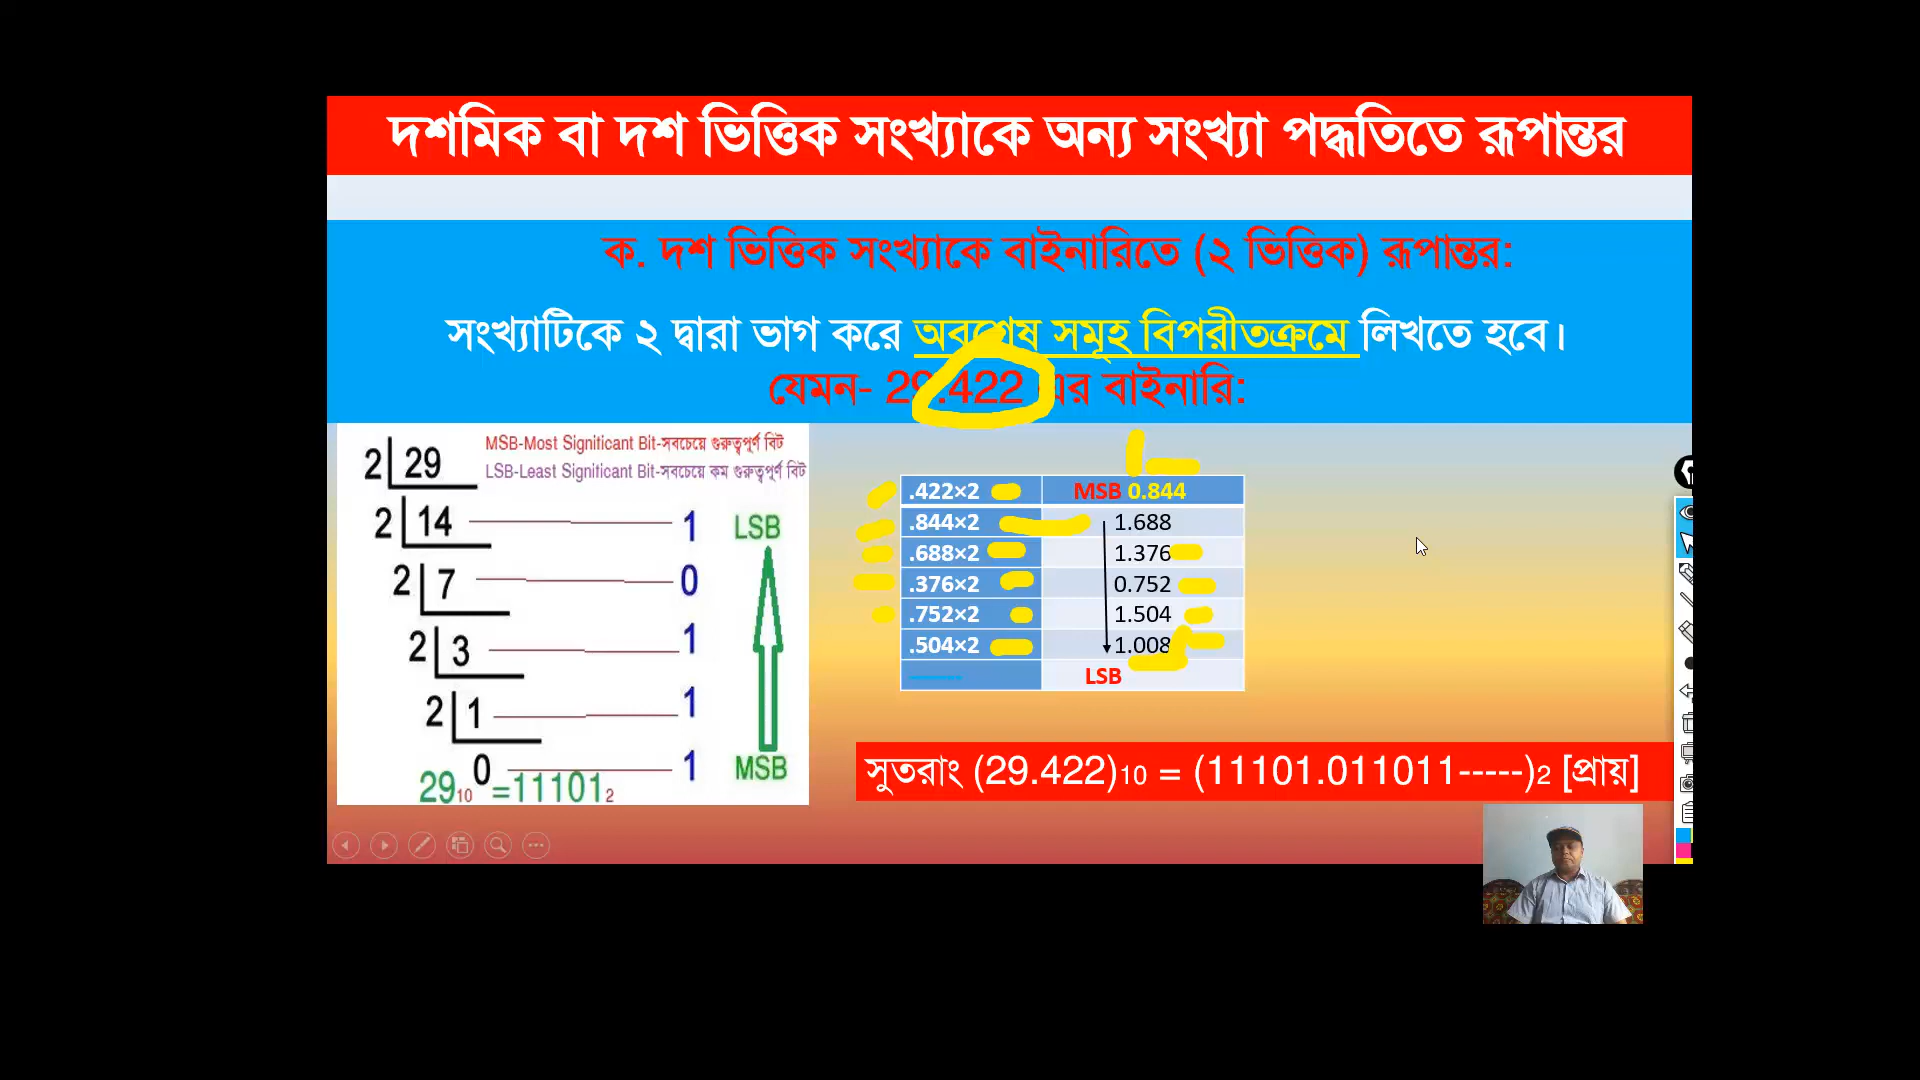 দশমিক বা দশ ভিত্তিক সংখ্যাকে অন্য সংখ্যা পদ্ধতিতে রূপান্তর
ক. দশ ভিত্তিক সংখ্যাকে বাইনারিতে (২ ভিত্তিক) রূপান্তর:
সংখ্যাটিকে ২ দ্বারা ভাগ করে অবশেষ সমূহ বিপরীতক্রমে লিখতে হবে।
যেমন- 29.422 এর বাইনারি:
MSB-Most Significant Bit-সবচেয়ে গুরুত্বপূর্ণ বিট
LSB-Least Significant Bit-সবচেয়ে কম গুরুত্বপূর্ণ বিট
2 29
2 14 1 LSB
2 7 0
2 3 1
2 1 1
0 1 MSB
29₁₀ =11101₂
.422×2 MSB 0.844
.844×2 1.688
.688×2 1.376
.376×2 0.752
.752×2 1.504
.504×2 1.008
LSB
সুতরাং (29.422)₁₀ = (11101.011011-----)₂ [প্রায়]